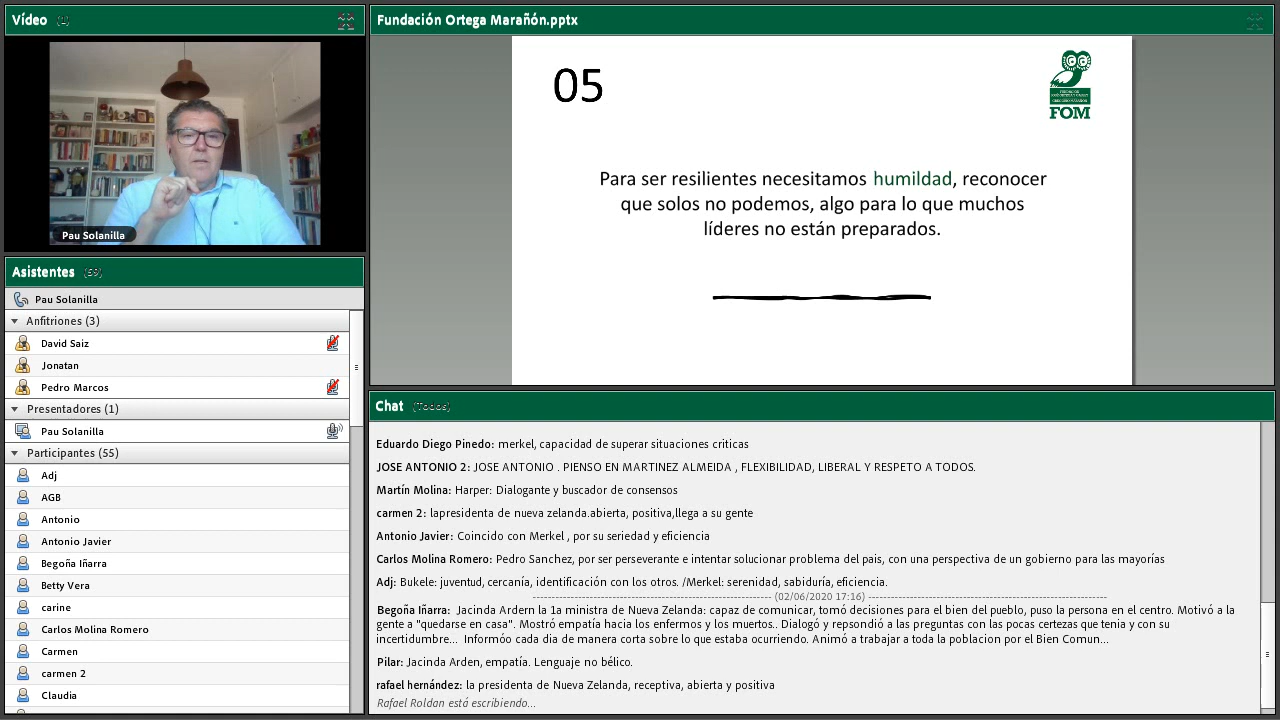 Vídeo (1)
Pau Solanilla
Asistentes (59)
Pau Solanilla
Anfitriones (3)
David Saiz
Jonatan
Pedro Marcos
Presentadores (1)
Pau Solanilla
Participantes (55)
Adj
AGB
Antonio
Antonio Javier
Begoña Iñarra
Betty Vera
carine
Carlos Molina Romero
Carmen
carmen 2
Claudia
Fundación Ortega Marañón.pptx
05
FOM
Para ser resilientes necesitamos humildad, reconocer
que solos no podemos, algo para lo que muchos
líderes no están preparados.
Chat (Todos)
Eduardo Diego Pinedo: merkel, capacidad de superar situaciones criticas
JOSE ANTONIO 2: JOSE ANTONIO . PIENSO EN MARTINEZ ALMEIDA , FLEXIBILIDAD, LIBERAL Y RESPETO A TODOS.
Martín Molina: Harper: Dialogante y buscador de consensos
carmen 2: lapresidenta de nueva zelanda.abierta, positiva,llega a su gente
Antonio Javier: Coincido con Merkel , por su seriedad y eficiencia
Carlos Molina Romero: Pedro Sanchez, por ser perseverante e intentar solucionar problema del pais, con una perspectiva de un gobierno para las mayorías
Adj: Bukele: juventud, cercanía, identificación con los otros. /Merkel: serenidad, sabiduría, eficiencia.
(02/06/2020 17:16)
Begoña Iñarra: Jacinda Ardern la 1a ministra de Nueva Zelanda: capaz de comunicar, tomó decisiones para el bien del pueblo, puso la persona en el centro. Motivó a la
gente a "quedarse en casa". Mostró empatía hacia los enfermos y los muertos.. Dialogó y repsondió a las preguntas con las pocas certezas que tenia y con su
incertidumbre... Informóo cada dia de manera corta sobre lo que estaba ocurriendo. Animó a trabajar a toda la poblacion por el Bien Comun...
Pilar: Jacinda Arden, empatía. Lenguaje no bélico.
rafael hernández: la presidenta de Nueva Zelanda, receptiva, abierta y positiva
Rafael Roldan está escribiendo...